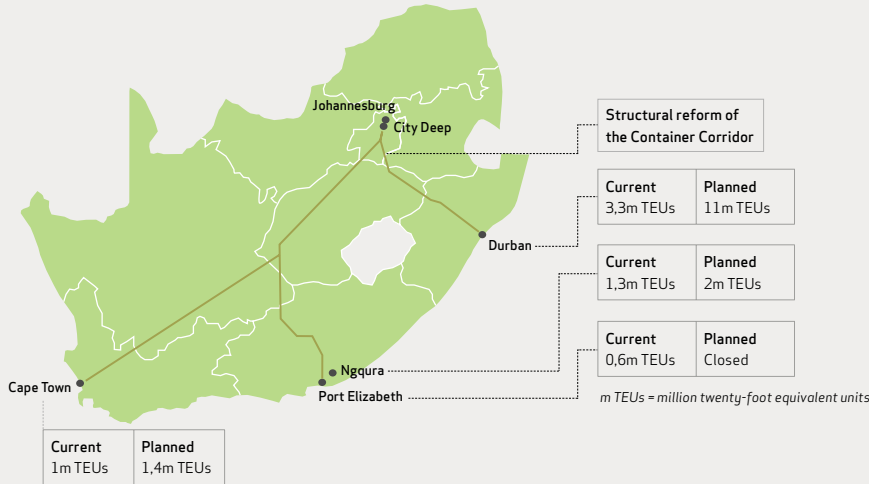 Johannesburg
City Deep
Structural reform of
the Container Corridor
Current Planned
3,3m TEUs 11m TEUs
Durban
Current Planned
1,3m TEUs 2m TEUs
Current Planned
0,6m TEUs Closed
Ngqura
Cape Town
Port Elizabeth
m TEUs = million twenty-foot equivalent units
Current Planned
1m TEUs 1,4m TEUs